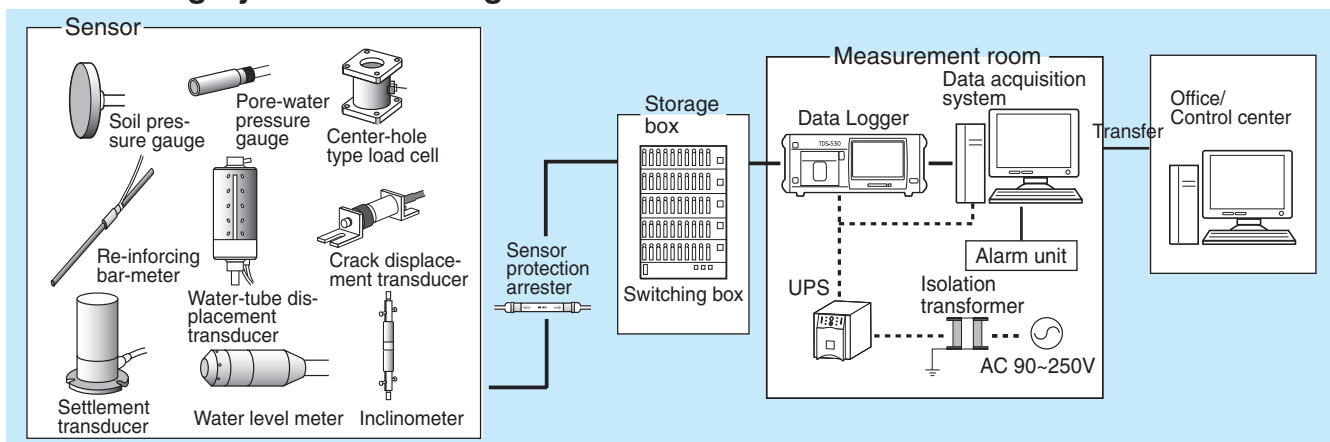 Sensor
Soil pres-
sure gauge
Pore-water
pressure
gauge
Center-hole
type load cell
Re-inforcing
bar-meter
Water-tube dis-
placement
transducer
Crack displace-
ment transducer
Settlement
transducer
Water level meter
Inclinometer
Sensor
protection
arrester
Storage
box
Switching box
Measurement room
Data Logger
TDS-530
Data acquisition
system
Alarm unit
UPS
Isolation
transformer
AC 90~250V
Transfer
Office/
Control center